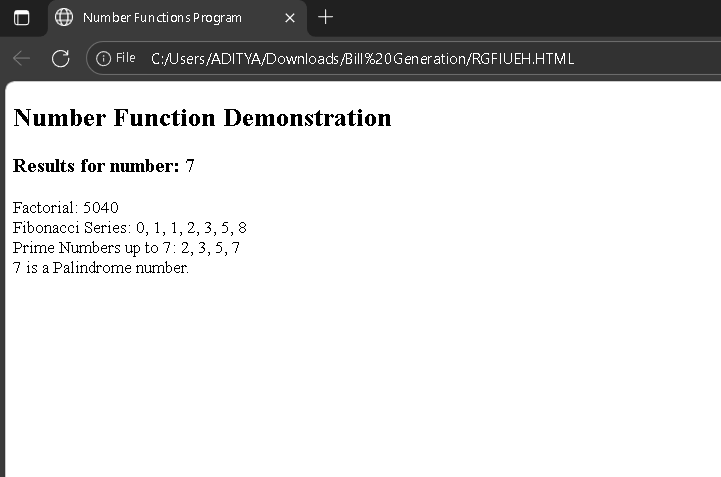 Number Functions Program
File C:/Users/ADITYA/Downloads/Bill%20Generation/RGFIUEH.HTML
Number Function Demonstration
Results for number: 7
Factorial: 5040
Fibonacci Series: 0, 1, 1, 2, 3, 5, 8
Prime Numbers up to 7: 2, 3, 5, 7
7 is a Palindrome number.